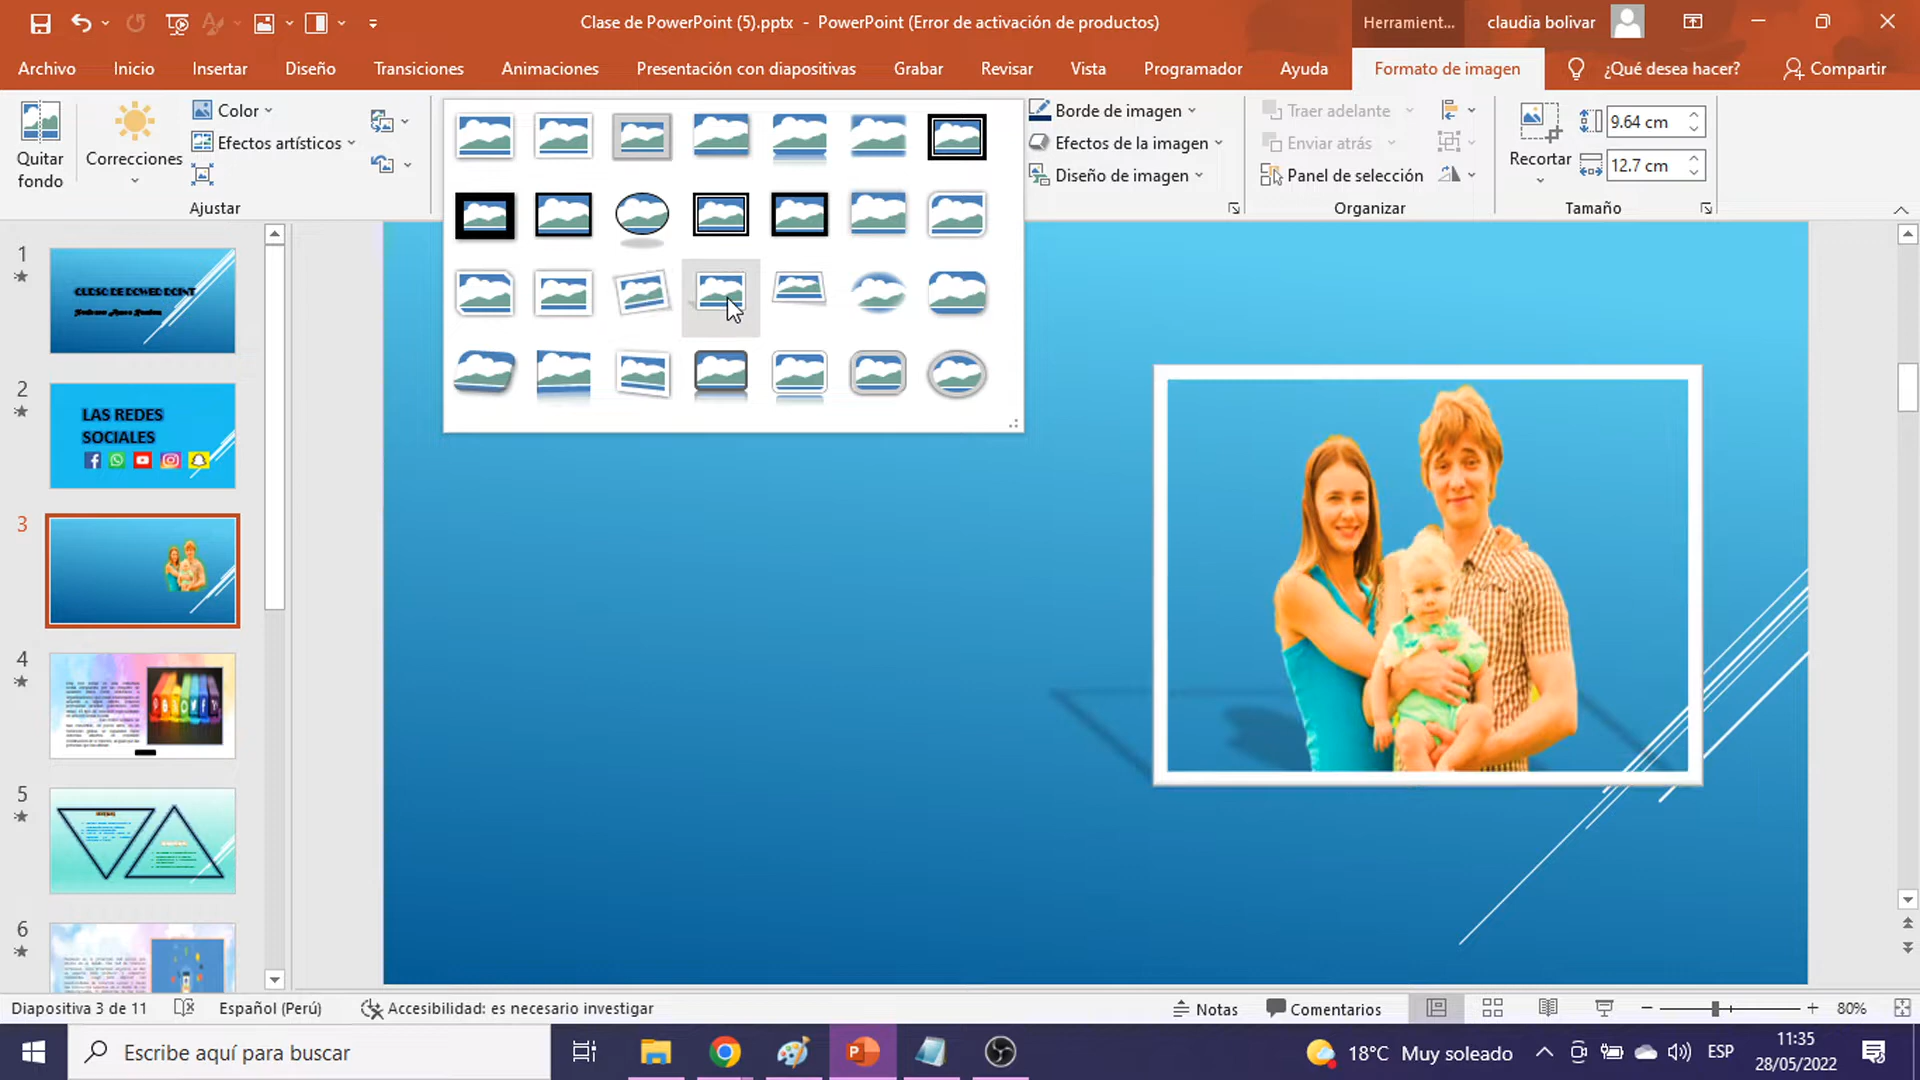 Clase de PowerPoint (5).pptx - PowerPoint (Error de activación de productos)
Herramient...
claudia bolivar
Archivo
Inicio
Insertar
Diseño
Transiciones
Animaciones
Presentación con diapositivas
Grabar
Revisar
Vista
Programador
Ayuda
Formato de imagen
¿Qué desea hacer?
Compartir
Quitar fondo
Correcciones
Color
Efectos artísticos
Ajustar
Borde de imagen
Efectos de la imagen
Diseño de imagen
Traer adelante
Enviar atrás
Panel de selección
Organizar
Recortar
9.64 cm
12.7 cm
Tamaño
1
2
LAS REDES
SOCIALES
3
4
5
6
Diapositiva 3 de 11
Español (Perú)
Accesibilidad: es necesario investigar
Notas
Comentarios
80%
Escribe aquí para buscar
18°C Muy soleado
ESP
11:35
28/05/2022